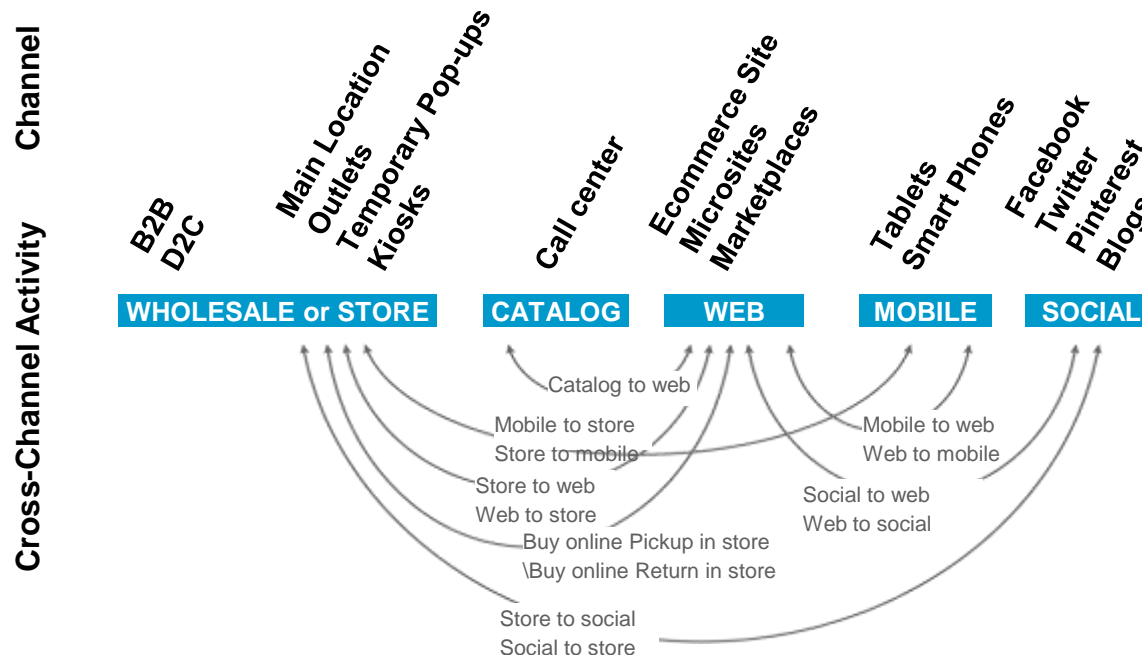 Channel
B2B
D2C
Main Location
Outlets
Temporary Pop-ups
Kiosks
Call center
Ecommerce Site
Microsites
Marketplaces
Tablets
Smart Phones
Facebook
Twitter
Pinterest
Blogs
Cross-Channel Activity
WHOLESALE or STORE
CATALOG
WEB
MOBILE
SOCIAL
Catalog to web
Mobile to store
Store to mobile
Mobile to web
Web to mobile
Store to web
Web to store
Social to web
Web to social
Buy online Pickup in store
\Buy online Return in store
Store to social
Social to store